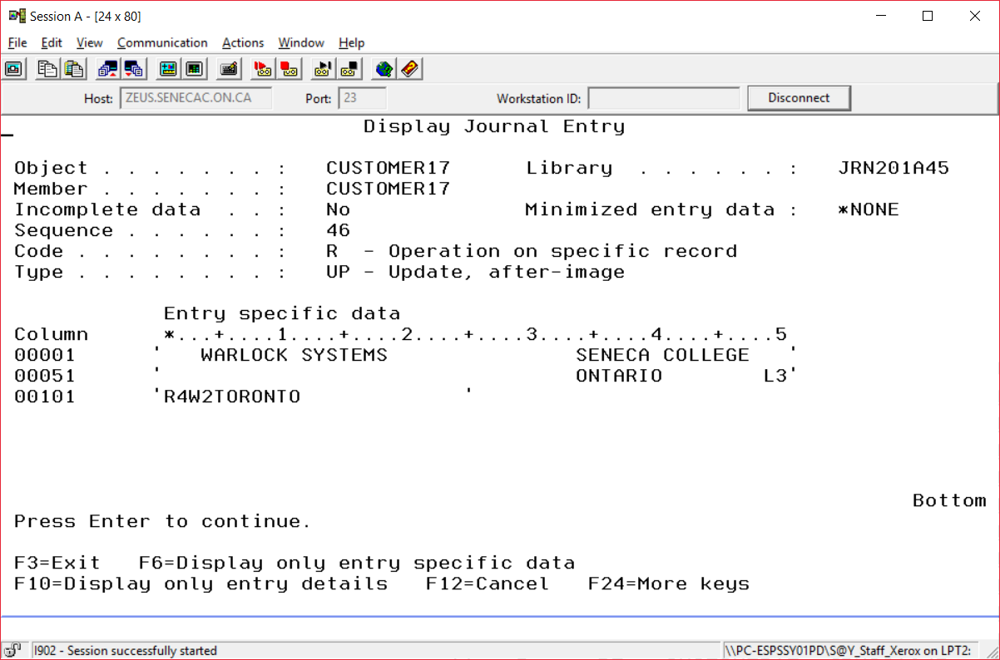 Session A - [24 x 80]
File Edit View Communication Actions Window Help
Host: ZEUS.SENECAC.ON.CA Port: 23 Workstation ID: Disconnect
Display Journal Entry
Object . . . . . . . : CUSTOMER17 Library . . . . . . : JRN201A45
Member . . . . . . . : CUSTOMER17
Incomplete data . . : No Minimized entry data : *NONE
Sequence . . . . . . : 46
Code . . . . . . . . : R - Operation on specific record
Type . . . . . . . . : UP - Update, after-image
Entry specific data
Column *...+....1....+....2....+....3....+....4....+....5
00001 ' WARLOCK SYSTEMS SENECA COLLEGE '
00051 ' ONTARIO L3'
00101 'R4W2TORONTO '
Bottom
Press Enter to continue.
F3=Exit F6=Display only entry specific data
F10=Display only entry details F12=Cancel F24=More keys
I902 - Session successfully started \\PC-ESPSSY01PD\S@Y_Staff_Xerox on LPT2: